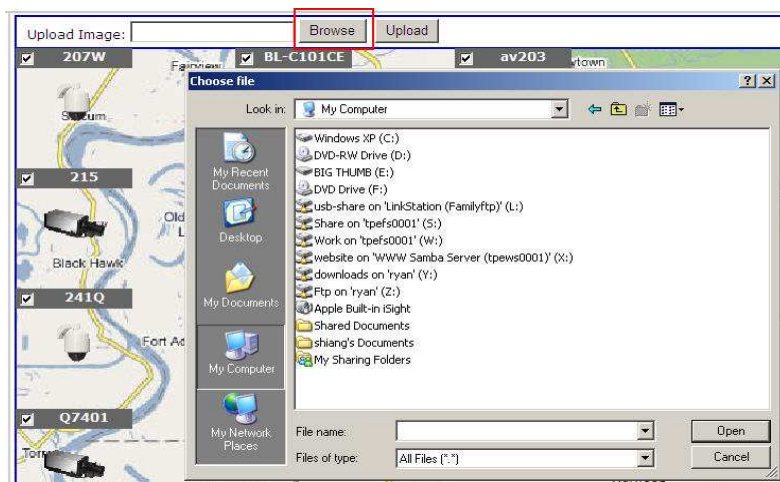 Upload Image: Browse Upload
207W BL-C101CE av203
Choose file
Look in: My Computer
My Recent Documents
Desktop
My Documents
My Computer
My Network Places
Windows XP (C:)
DVD-RW Drive (D:)
BIG THUMB (E:)
DVD Drive (F:)
usb-share on 'LinkStation (Familyftp)' (L:)
Share on 'tpefs0001' (S:)
Work on 'tpefs0001' (W:)
website on 'WWW Samba Server (tpews0001)' (X:)
downloads on 'ryan' (Y:)
Ftp on 'ryan' (Z:)
Apple Built-in iSight
Shared Documents
shiang's Documents
My Sharing Folders
File name: Open
Files of type: All Files (*.*) Cancel
215
Old
Black Hawk
241Q
Fort
Q7401